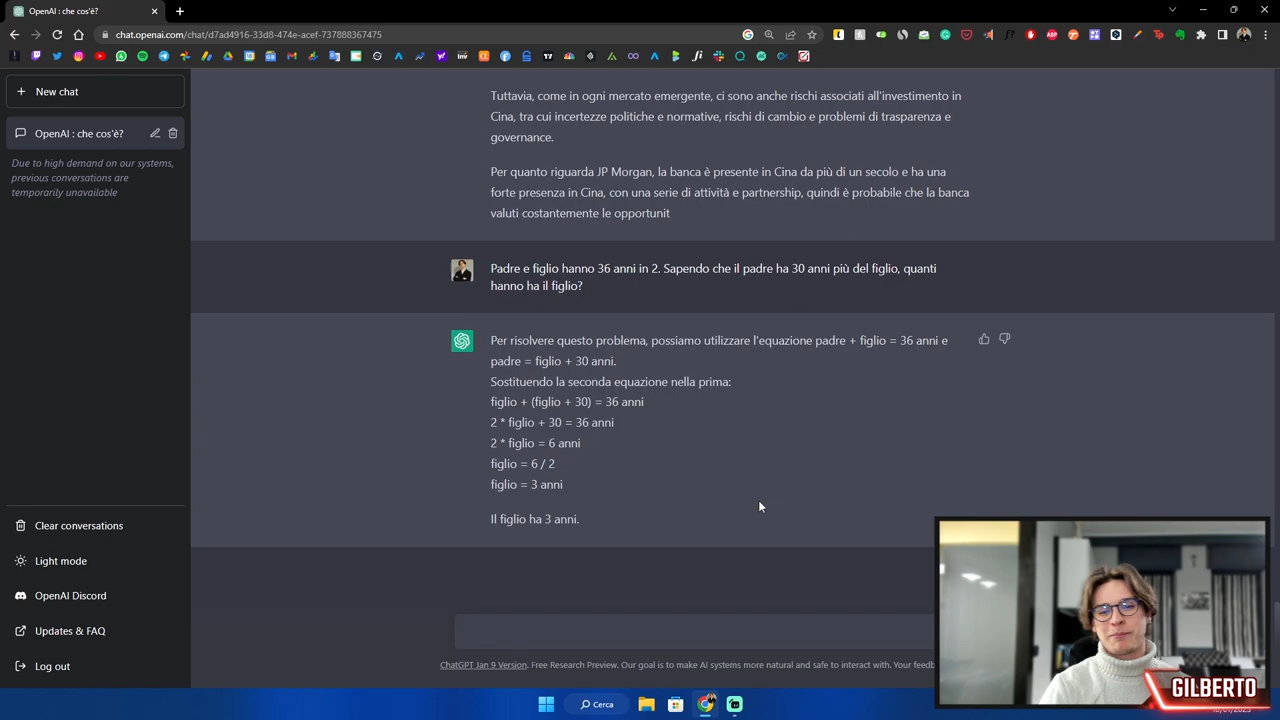 OpenAI : che cos'è?
chat.openai.com/chat/d7ad4916-33d8-474e-acef-737888367475
New chat
OpenAI : che cos'è?
Due to high demand on our systems,
previous conversations are
temporarily unavailable
Tuttavia, come in ogni mercato emergente, ci sono anche rischi associati all'investimento in
Cina, tra cui incertezze politiche e normative, rischi di cambio e problemi di trasparenza e
governance.
Per quanto riguarda JP Morgan, la banca è presente in Cina da più di un secolo e ha una
forte presenza in Cina, con una serie di attività e partnership, quindi è probabile che la banca
valuti costantemente le opportunit
Padre e figlio hanno 36 anni in 2. Sapendo che il padre ha 30 anni più del figlio, quanti
hanno ha il figlio?
Per risolvere questo problema, possiamo utilizzare l'equazione padre + figlio = 36 anni e
padre = figlio + 30 anni.
Sostituendo la seconda equazione nella prima:
figlio + (figlio + 30) = 36 anni
2 * figlio + 30 = 36 anni
2 * figlio = 6 anni
figlio = 6 / 2
figlio = 3 anni
Il figlio ha 3 anni.
Clear conversations
Light mode
OpenAI Discord
Updates & FAQ
Log out
ChatGPT Jan 9 Version. Free Research Preview. Our goal is to make AI systems more natural and safe to interact with. Your
GILBERTO
Cerca